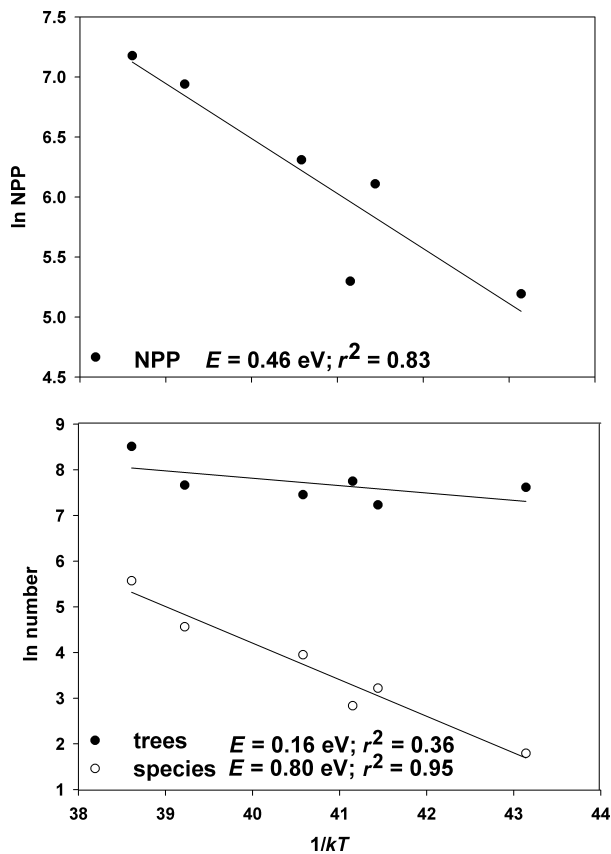 7.5
7.0
6.5
6.0
5.5
5.0
4.5
ln NPP
NPP E = 0.46 eV; r² = 0.83
9
8
7
6
5
4
3
2
1
ln number
trees E = 0.16 eV; r² = 0.36
species E = 0.80 eV; r² = 0.95
38 39 40 41 42 43 44
1/kT